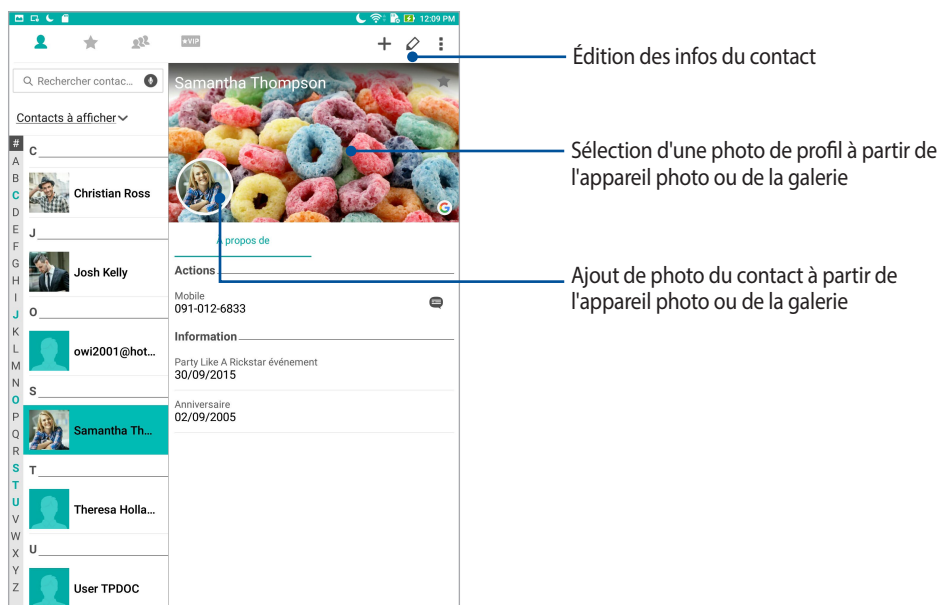 12:09 PM
VIP
Édition des infos du contact
Rechercher contac...
Samantha Thompson
Contacts à afficher
Sélection d'une photo de profil à partir de
l'appareil photo ou de la galerie
#
A
B
C
D
E
F
G
H
I
J
K
L
M
N
O
P
Q
R
S
T
U
V
W
X
Y
Z
C
Christian Ross
J
Josh Kelly
O
owi2001@hot...
S
Samantha Th...
T
Theresa Holla...
U
User TPDOC
À propos de
Actions
Mobile
091-012-6833
Information
Party Like A Rickstar événement
30/09/2015
Anniversaire
02/09/2005
Ajout de photo du contact à partir de
l'appareil photo ou de la galerie